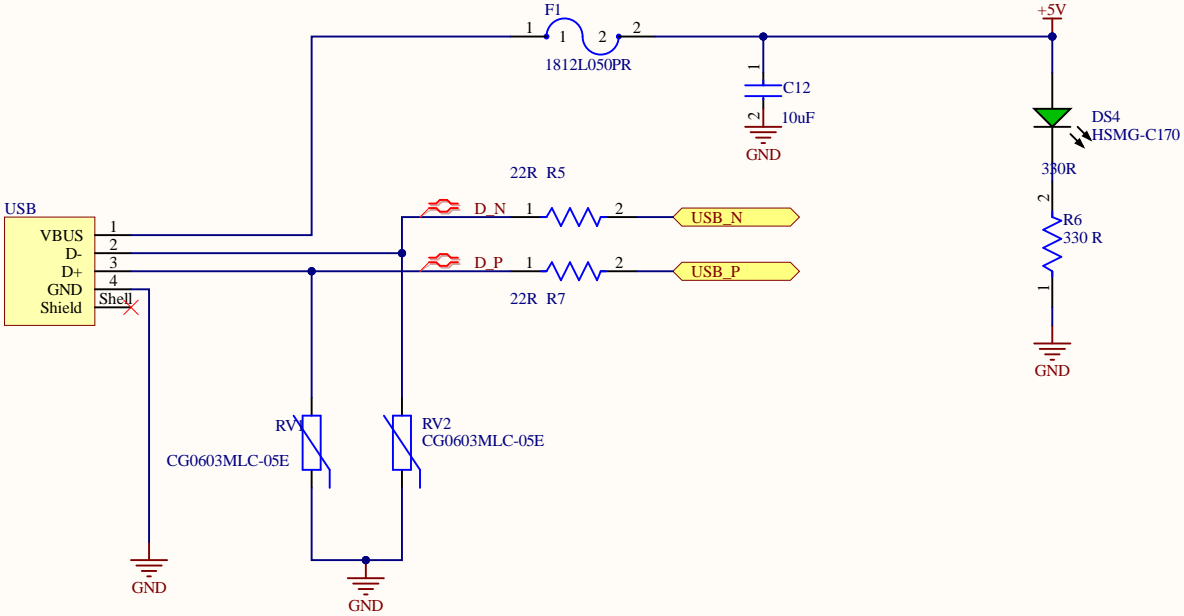 F1
+5V
1 1 2 2
1812L050PR
1
C12
2
10uF
GND
DS4
HSMG-C170
330R
22R R5
2
USB
D_N 1 2 USB_N
R6
330 R
VBUS 1
D- 2
D+ 3
D_P 1 2 USB_P
GND 4
1
Shell
Shield
22R R7
GND
RV1
RV2
CG0603MLC-05E
CG0603MLC-05E
GND
GND